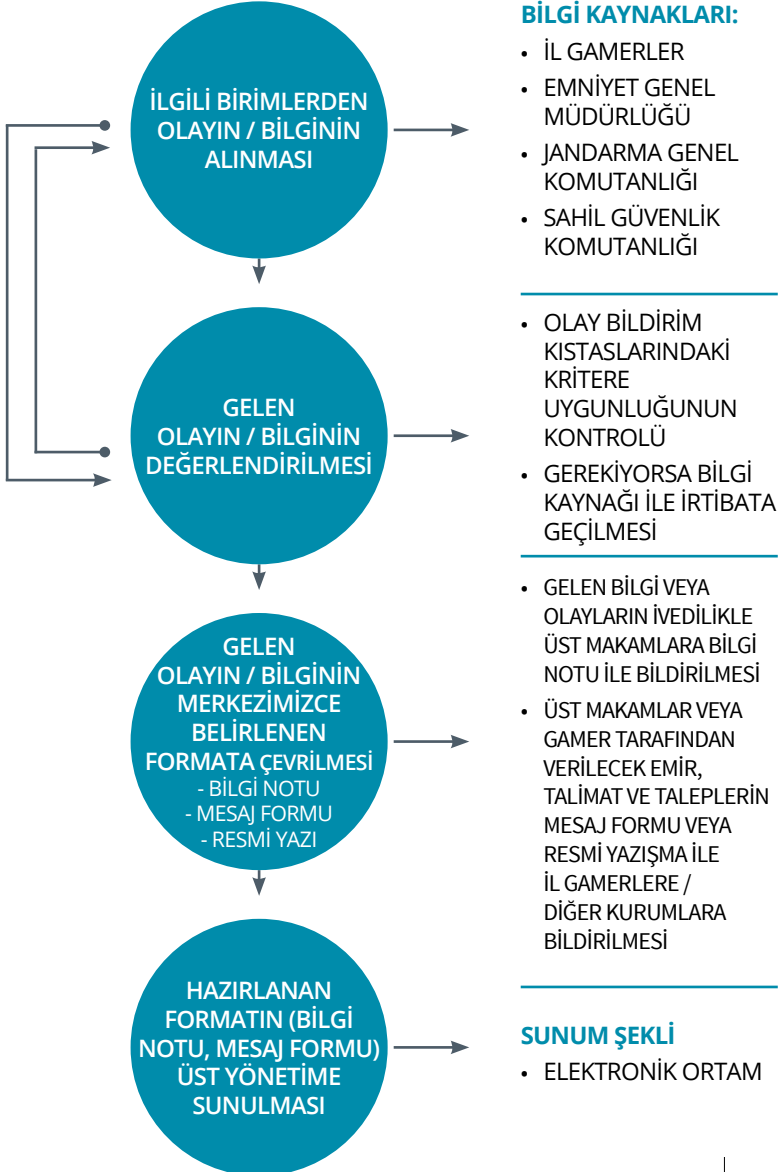 İLGİLİ BİRİMLERDEN
OLAYIN / BİLGİNİN
ALINMASI
BİLGİ KAYNAKLARI:
• İL GAMERLER
• EMNİYET GENEL
MÜDÜRLÜĞÜ
• JANDARMA GENEL
KOMUTANLIĞI
• SAHİL GÜVENLİK
KOMUTANLIĞI
GELEN
OLAYIN / BİLGİNİN
DEĞERLENDİRİLMESİ
• OLAY BİLDİRİM
KISTASLARINDAKİ
KRİTERE
UYGUNLUĞUNUN
KONTROLÜ
• GEREKİYORSA BİLGİ
KAYNAĞI İLE İRTİBATA
GEÇİLMESİ
GELEN
OLAYIN / BİLGİNİN
MERKEZİMİZCE
BELİRLENEN
FORMATA ÇEVRİLMESİ
- BİLGİ NOTU
- MESAJ FORMU
- RESMİ YAZI
• GELEN BİLGİ VEYA
OLAYLARIN İVEDİLİKLE
ÜST MAKAMLARA BİLGİ
NOTU İLE BİLDİRİLMESİ
• ÜST MAKAMLAR VEYA
GAMER TARAFINDAN
VERİLECEK EMİR,
TALİMAT VE TALEPLERİN
MESAJ FORMU VEYA
RESMİ YAZIŞMA İLE
İL GAMERLERE /
DİĞER KURUMLARA
BİLDİRİLMESİ
HAZIRLANAN
FORMATIN (BİLGİ
NOTU, MESAJ FORMU)
ÜST YÖNETİME
SUNULMASI
SUNUM ŞEKLİ
• ELEKTRONİK ORTAM